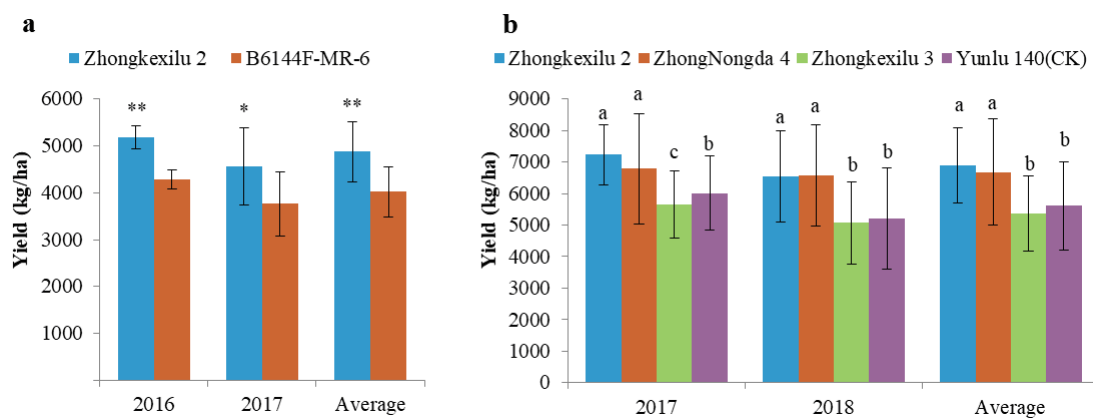 a
Zhongkexilu 2 B6144F-MR-6
Yield (kg/ha)
6000
5000
4000
3000
2000
1000
** * **
2016 2017 Average
b
Zhongkexilu 2 ZhongNongda 4 Zhongkexilu 3 Yunlu 140(CK)
Yield (kg/ha)
9000
8000
7000
6000
5000
4000
3000
2000
1000
0
a a c b a a b b a a b b
2017 2018 Average